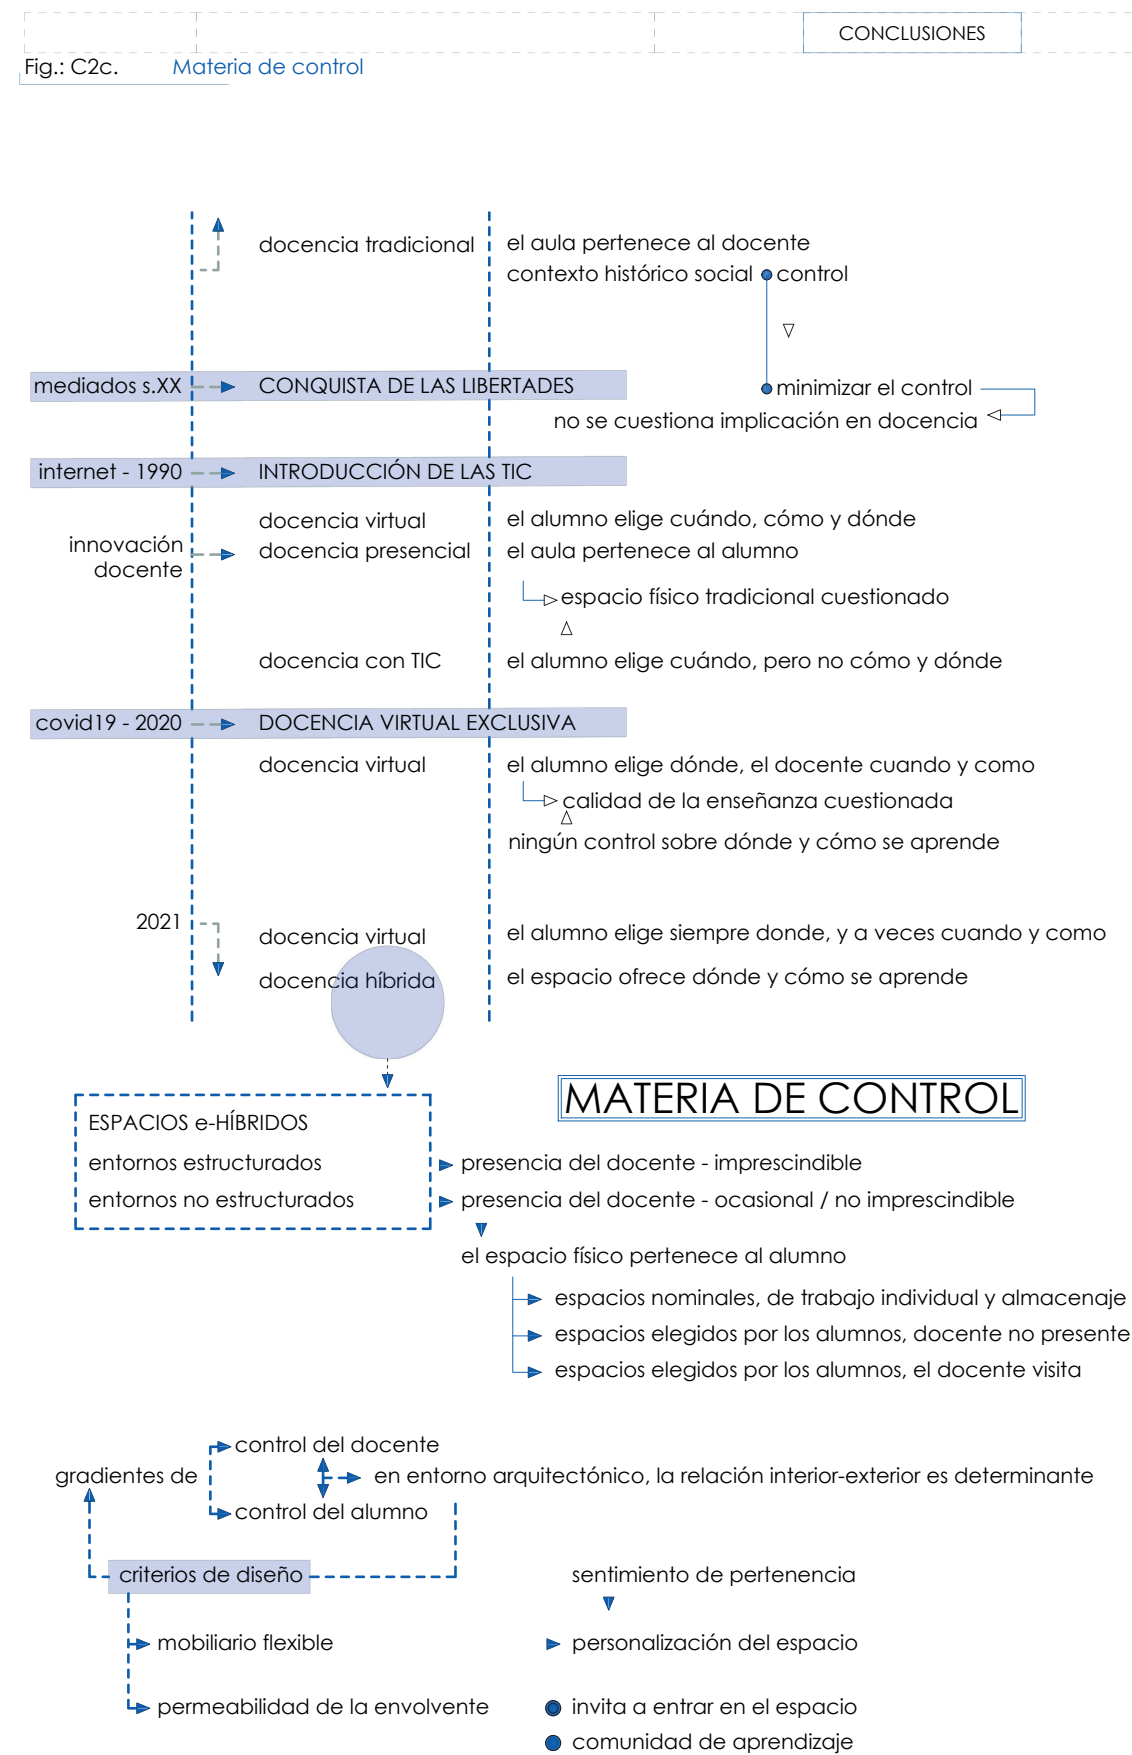 CONCLUSIONES
Fig.: C2c. Materia de control
docencia tradicional el aula pertenece al docente
contexto histórico social control
mediados s.XX CONQUISTA DE LAS LIBERTADES minimizar el control
no se cuestiona implicación en docencia
internet - 1990 INTRODUCCIÓN DE LAS TIC
docencia virtual el alumno elige cuándo, cómo y dónde
innovación
docente
docencia presencial el aula pertenece al alumno
espacio físico tradicional cuestionado
docencia con TIC el alumno elige cuándo, pero no cómo y dónde
covid19 - 2020 DOCENCIA VIRTUAL EXCLUSIVA
docencia virtual el alumno elige dónde, el docente cuando y como
calidad de la enseñanza cuestionada
ningún control sobre dónde y cómo se aprende
2021
docencia virtual el alumno elige siempre donde, y a veces cuando y como
docencia híbrida el espacio ofrece dónde y cómo se aprende
MATERIA DE CONTROL
ESPACIOS e-HÍBRIDOS
entornos estructurados presencia del docente - imprescindible
entornos no estructurados presencia del docente - ocasional / no imprescindible
el espacio físico pertenece al alumno
espacios nominales, de trabajo individual y almacenaje
espacios elegidos por los alumnos, docente no presente
espacios elegidos por los alumnos, el docente visita
control del docente
gradientes de en entorno arquitectónico, la relación interior-exterior es determinante
control del alumno
criterios de diseño sentimiento de pertenencia
mobiliario flexible personalización del espacio
permeabilidad de la envolvente invita a entrar en el espacio
comunidad de aprendizaje